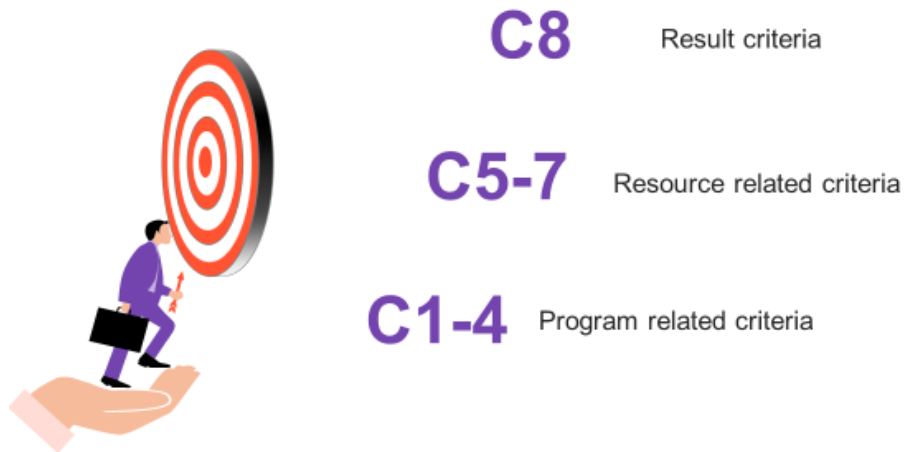 C8 Result criteria
C5-7 Resource related criteria
C1-4 Program related criteria